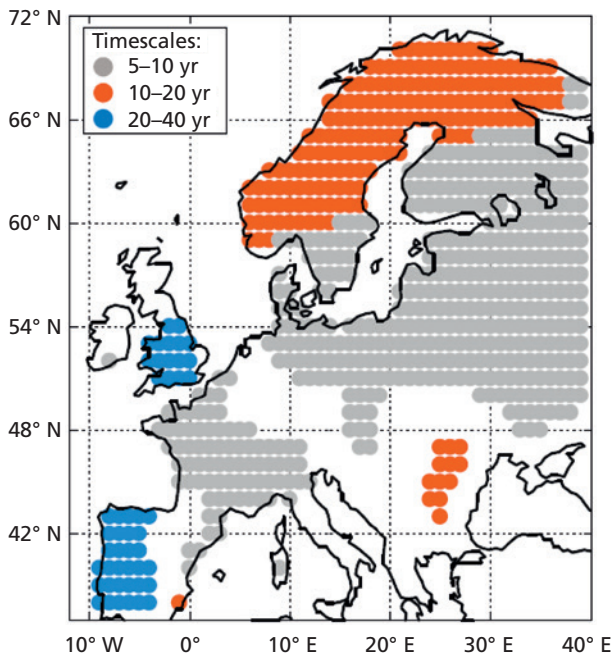 72° N
Timescales:
5–10 yr
10–20 yr
20–40 yr
66° N
60° N
54° N
48° N
42° N
10° W 0° 10° E 20° E 30° E 40° E